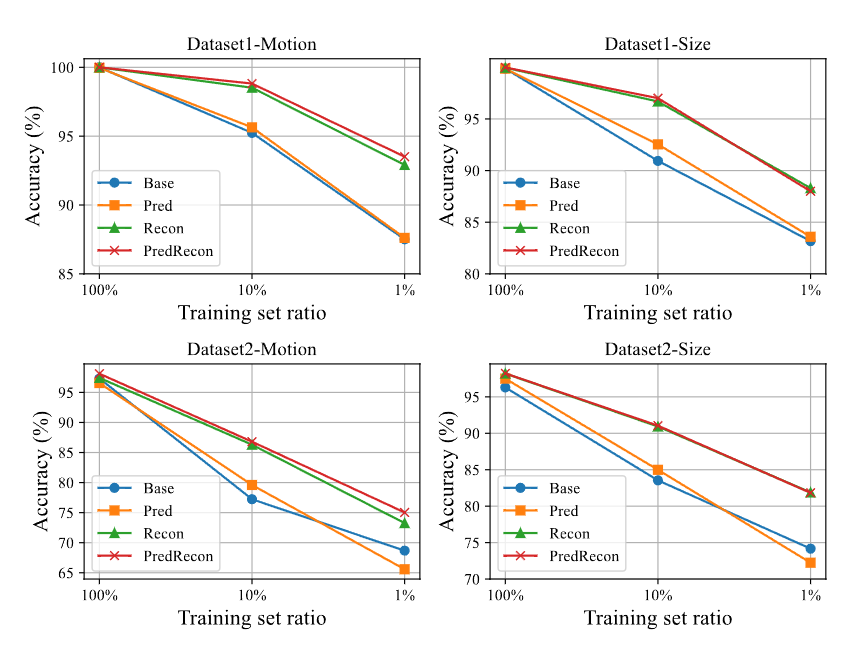 Dataset1-Motion
Accuracy (%)
100
95
90
85
Base
Pred
Recon
PredRecon
100%
10%
1%
Training set ratio
Dataset1-Size
Accuracy (%)
95
90
85
80
Base
Pred
Recon
PredRecon
100%
10%
1%
Training set ratio
Dataset2-Motion
Accuracy (%)
95
90
85
80
75
70
65
Base
Pred
Recon
PredRecon
100%
10%
1%
Training set ratio
Dataset2-Size
Accuracy (%)
95
90
85
80
75
70
Base
Pred
Recon
PredRecon
100%
10%
1%
Training set ratio